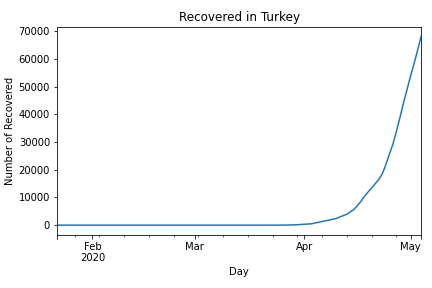 Recovered in Turkey
Number of Recovered
70000
60000
50000
40000
30000
20000
10000
0
Feb
2020
Mar
Apr
May
Day